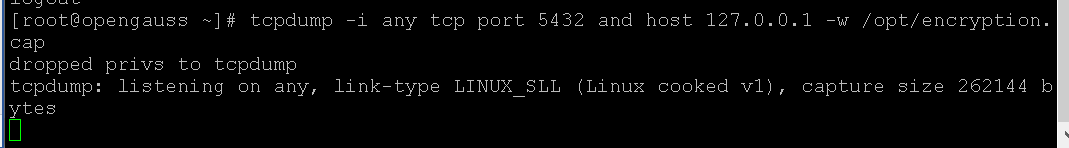 logout
[root@opengauss ~]# tcpdump -i any tcp port 5432 and host 127.0.0.1 -w /opt/encryption.
cap
dropped privs to tcpdump
tcpdump: listening on any, link-type LINUX_SLL (Linux cooked v1), capture size 262144 b
ytes